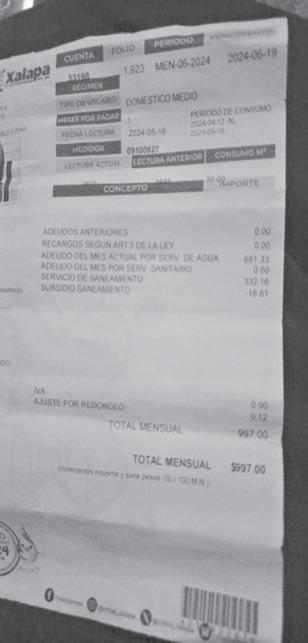 Xalapa
CUENTA FOLIO PERIODO VENCIMIENTO
33198 1,923 MEN-06-2024 2024-06-19
RÉGIMEN
TIPO DE USUARIO DOMESTICO MEDIO
MESES POR PAGAR 1 PERIODO DE CONSUMO
FECHA LECTURA 2024-05-16 2024-04-12 AL
MEDIDOR 09100827
LECTURA ACTUAL LECTURA ANTERIOR CONSUMO M³
CONCEPTO IMPORTE
ADEUDOS ANTERIORES 0.00
RECARGOS SEGUN ART 5 DE LA LEY 0.00
ADEUDO DEL MES ACTUAL POR SERV. DE AGUA 681.33
ADEUDO DEL MES POR SERV. SANITARIO 0.00
SERVICIO DE SANEAMIENTO 332.16
SUBSIDIO SANEAMIENTO -16.61
IVA 0.00
AJUSTE POR REDONDEO 0.12
TOTAL MENSUAL 997.00
TOTAL MENSUAL $997.00
(novecientos noventa y siete pesos 00/100 M.N.)